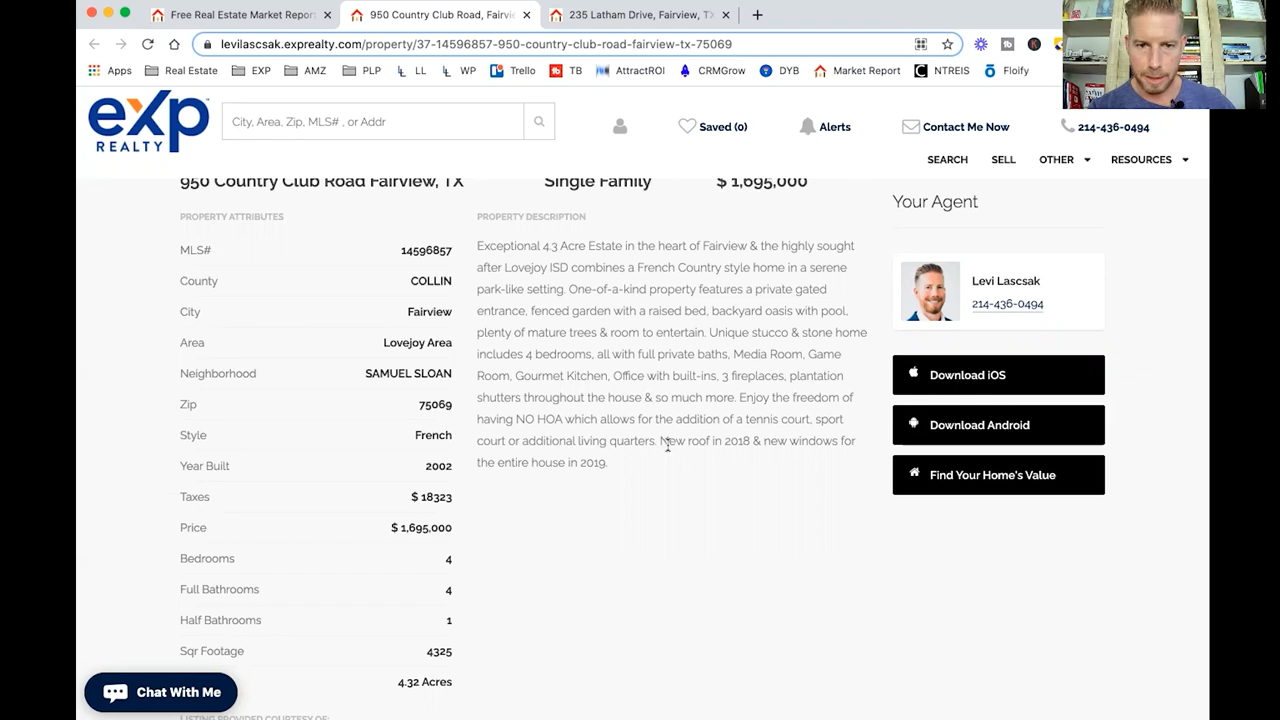 Free Real Estate Market Report
950 Country Club Road, Fairvie
235 Latham Drive, Fairview, TX
levilascsak.exprealty.com/property/37-14596857-950-country-club-road-fairview-tx-75069
Apps Real Estate EXP AMZ PLP LL WP Trello TB AttractROI CRMGrow DYB Market Report NTREIS Floify
eXp
REALTY
City, Area, Zip, MLS# , or Addr
Saved (0)
Alerts
Contact Me Now
214-436-0494
SEARCH SELL OTHER RESOURCES
950 Country Club Road Fairview, TX
Single Family
$ 1,695,000
PROPERTY ATTRIBUTES
MLS# 14596857
County COLLIN
City Fairview
Area Lovejoy Area
Neighborhood SAMUEL SLOAN
Zip 75069
Style French
Year Built 2002
Taxes $ 18323
Price $ 1,695,000
Bedrooms 4
Full Bathrooms 4
Half Bathrooms 1
Sqr Footage 4325
4.32 Acres
LISTING PROVIDED COURTESY OF:
PROPERTY DESCRIPTION
Exceptional 4.3 Acre Estate in the heart of Fairview & the highly sought
after Lovejoy ISD combines a French Country style home in a serene
park-like setting. One-of-a-kind property features a private gated
entrance, fenced garden with a raised bed, backyard oasis with pool,
plenty of mature trees & room to entertain. Unique stucco & stone home
includes 4 bedrooms, all with full private baths, Media Room, Game
Room, Gourmet Kitchen, Office with built-ins, 3 fireplaces, plantation
shutters throughout the house & so much more. Enjoy the freedom of
having NO HOA which allows for the addition of a tennis court, sport
court or additional living quarters. New roof in 2018 & new windows for
the entire house in 2019.
Your Agent
Levi Lascsak
214-436-0494
Download iOS
Download Android
Find Your Home's Value
Chat With Me